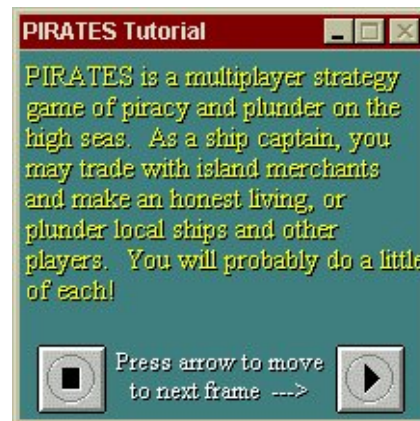 PIRATES Tutorial
PIRATES is a multiplayer strategy
game of piracy and plunder on the
high seas.  As a ship captain, you
may trade with island merchants
and make an honest living, or
plunder local ships and other
players.  You will probably do a little
of each!
Press arrow to move
to next frame --->